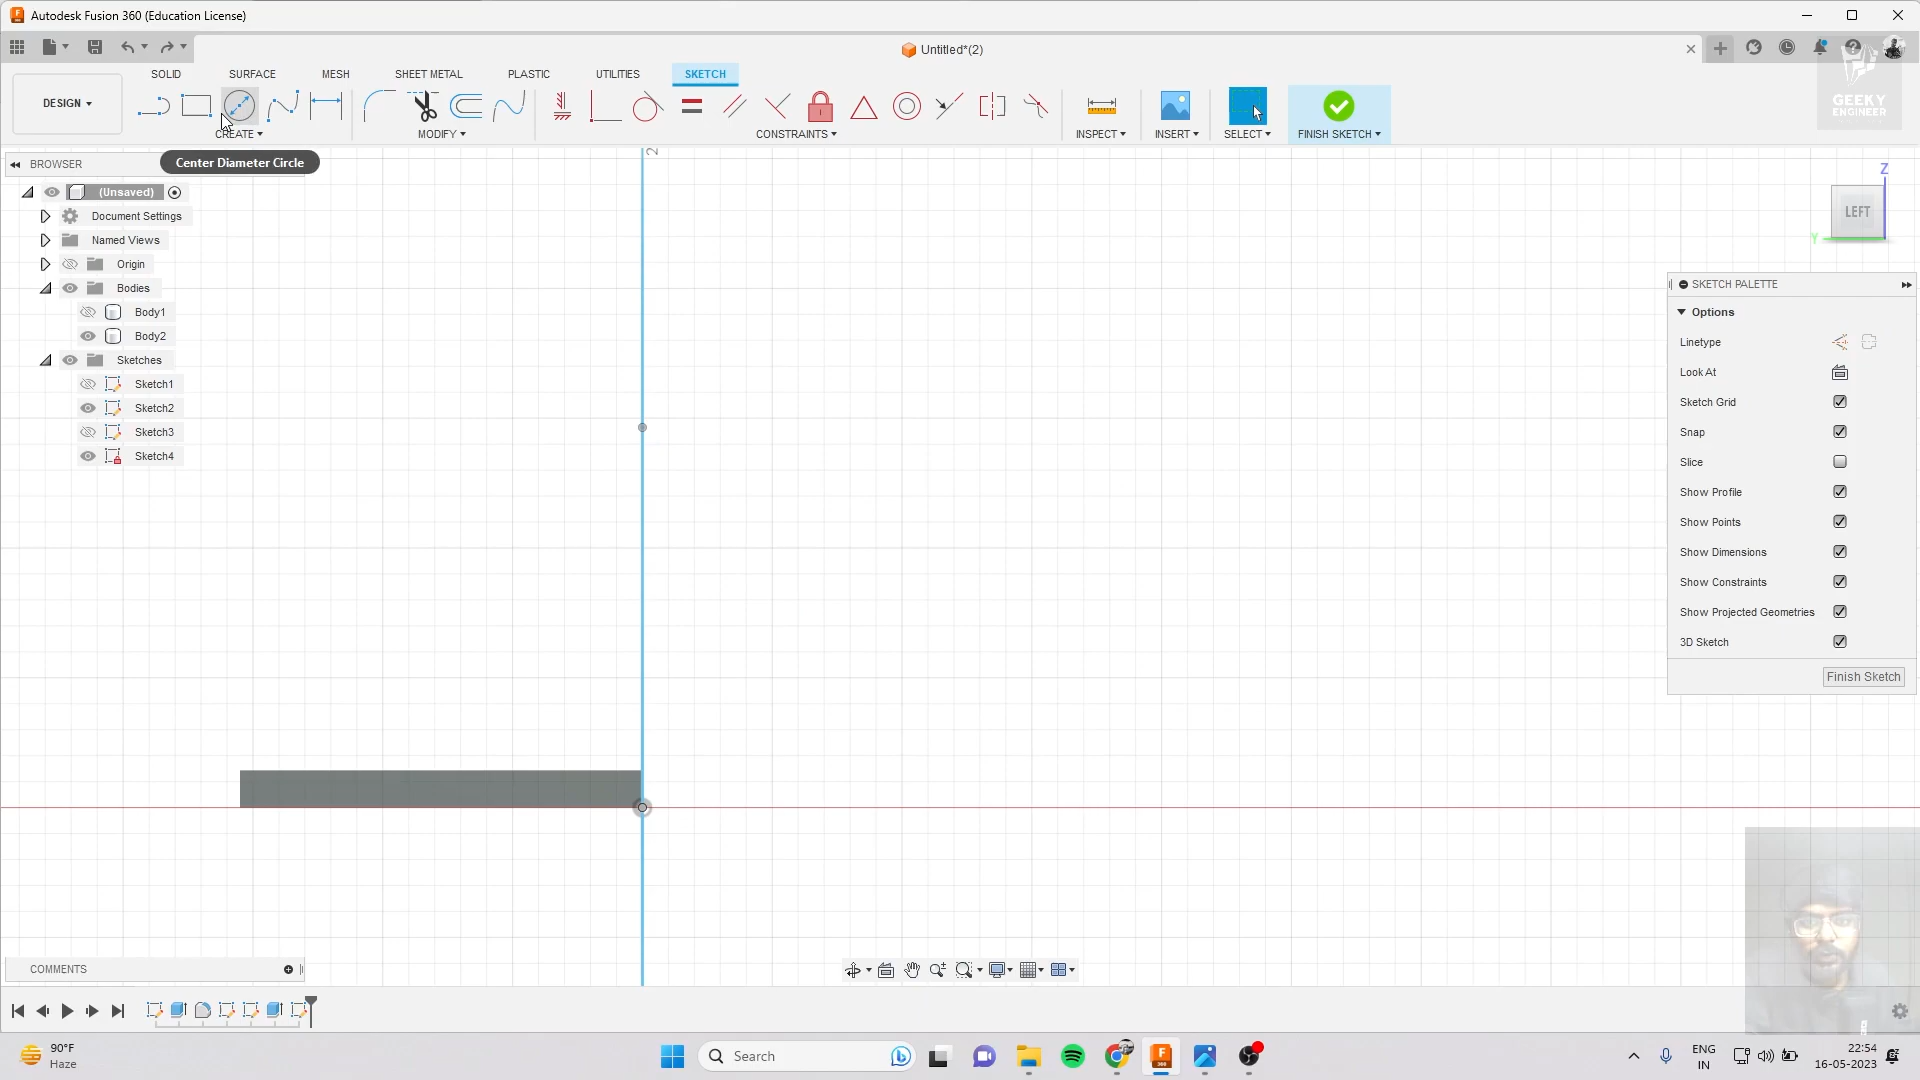 Autodesk Fusion 360 (Education License)
Untitled*(2)
SOLID
SURFACE
MESH
SHEET METAL
PLASTIC
UTILITIES
SKETCH
DESIGN
CREATE
MODIFY
CONSTRAINTS
INSPECT
INSERT
SELECT
FINISH SKETCH
GEEKY
ENGINEER
BROWSER
Center Diameter Circle
(Unsaved)
Document Settings
Named Views
Origin
Bodies
Body1
Body2
Sketches
Sketch1
Sketch2
Sketch3
Sketch4
2
Z
LEFT
Y
SKETCH PALETTE
Options
Linetype
Look At
Sketch Grid
Snap
Slice
Show Profile
Show Points
Show Dimensions
Show Constraints
Show Projected Geometries
3D Sketch
Finish Sketch
COMMENTS
90°F
Haze
Search
ENG
IN
22:54
16-05-2023